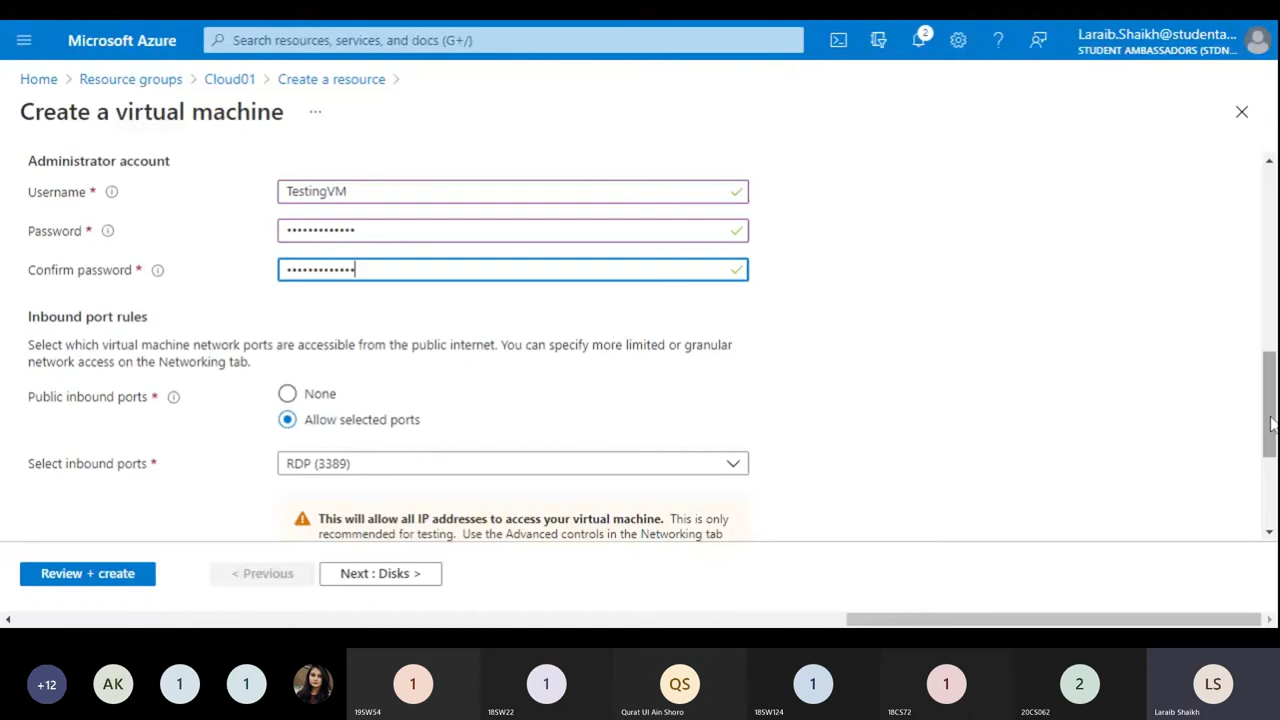 Microsoft Azure
Search resources, services, and docs (G+/)
2
Laraib.Shaikh@studenta...
STUDENT AMBASSADORS (STDN...
Home > Resource groups > Cloud01 > Create a resource >
Create a virtual machine ...
Administrator account
Username *
TestingVM
Password *
•••••••••••••
Confirm password *
•••••••••••••
Inbound port rules
Select which virtual machine network ports are accessible from the public internet. You can specify more limited or granular
network access on the Networking tab.
Public inbound ports *
None
Allow selected ports
Select inbound ports *
RDP (3389)
This will allow all IP addresses to access your virtual machine. This is only
recommended for testing. Use the Advanced controls in the Networking tab
Review + create
< Previous
Next : Disks >
+12
AK
1
1
1
19SW54
1
18SW22
QS
Qurat Ul Ain Shoro
1
18SW124
1
18CS72
2
20CS062
LS
Laraib Shaikh